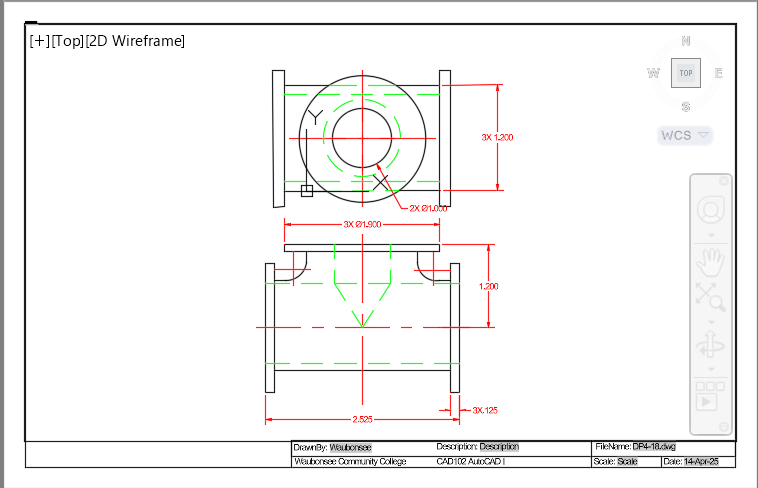 [+][Top][2D Wireframe]
N
W TOP E
S
WCS
Y
3X 1.200
X
2X Ø1.000
3X Ø1.900
1.200
3X.125
2.525
DrawnBy: Waubonsee Description: Description FileName: DP4-18.dwg
Waubonsee Community College CAD102 AutoCAD I Scale: Scale Date: 14-Apr-25